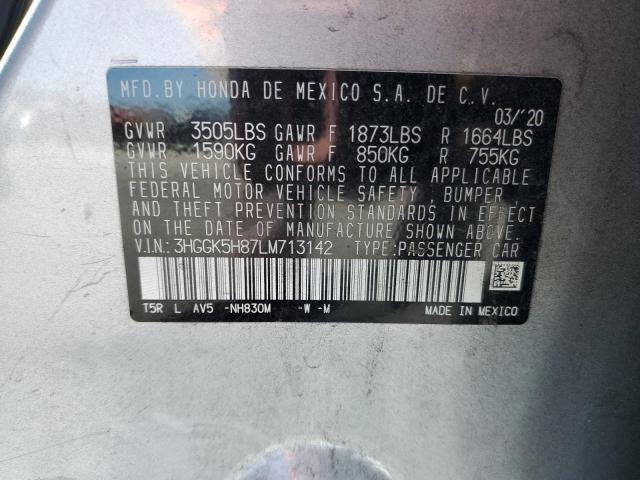 MFD. BY HONDA DE MEXICO S.A. DE C.V.
03/'20
GVWR 3505LBS GAWR F 1873LBS R 1664LBS
GVWR 1590KG GAWR F 850KG R 755KG
THIS VEHICLE CONFORMS TO ALL APPLICABLE
FEDERAL MOTOR VEHICLE SAFETY, BUMPER
AND THEFT PREVENTION STANDARDS IN EFFECT
ON THE DATE OF MANUFACTURE SHOWN ABOVE.
V.I.N.: 3HGGK5H87LM713142 TYPE:PASSENGER CAR
T5R L AV5 -NH830M -W -M MADE IN MEXICO